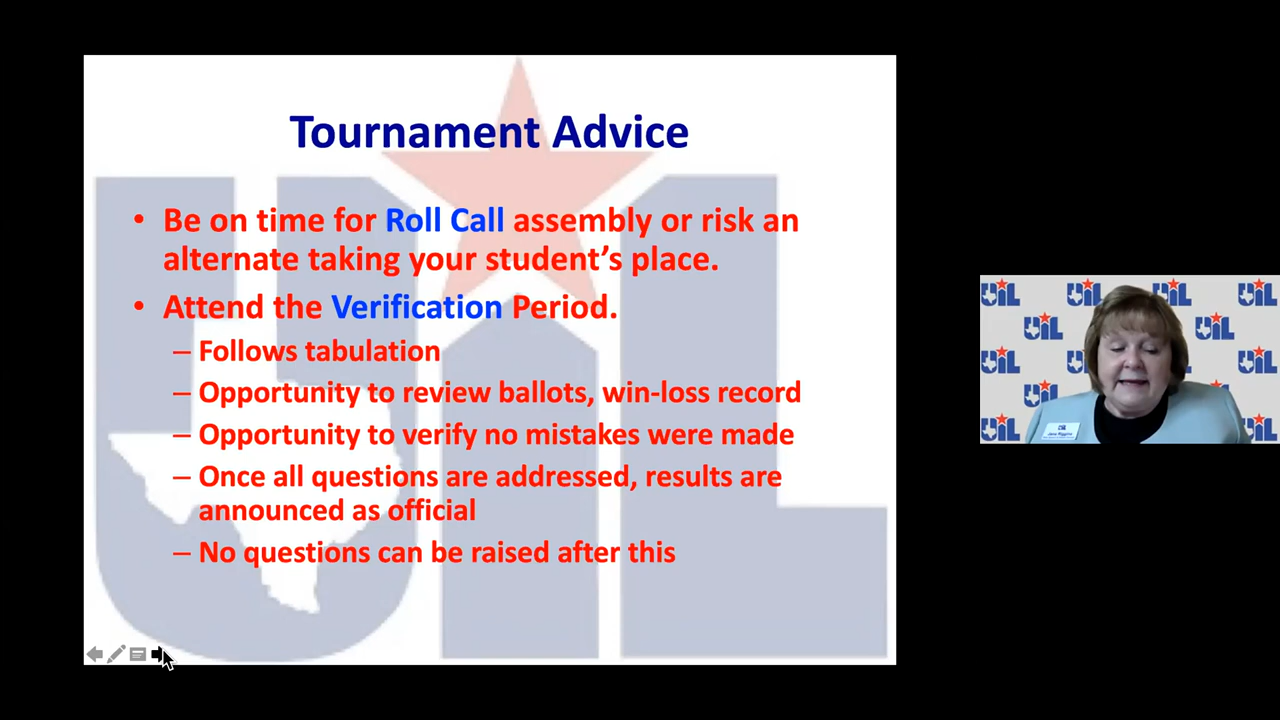 Tournament Advice
• Be on time for Roll Call assembly or risk an
alternate taking your student’s place.
• Attend the Verification Period.
– Follows tabulation
– Opportunity to review ballots, win-loss record
– Opportunity to verify no mistakes were made
– Once all questions are addressed, results are
announced as official
– No questions can be raised after this
UIL